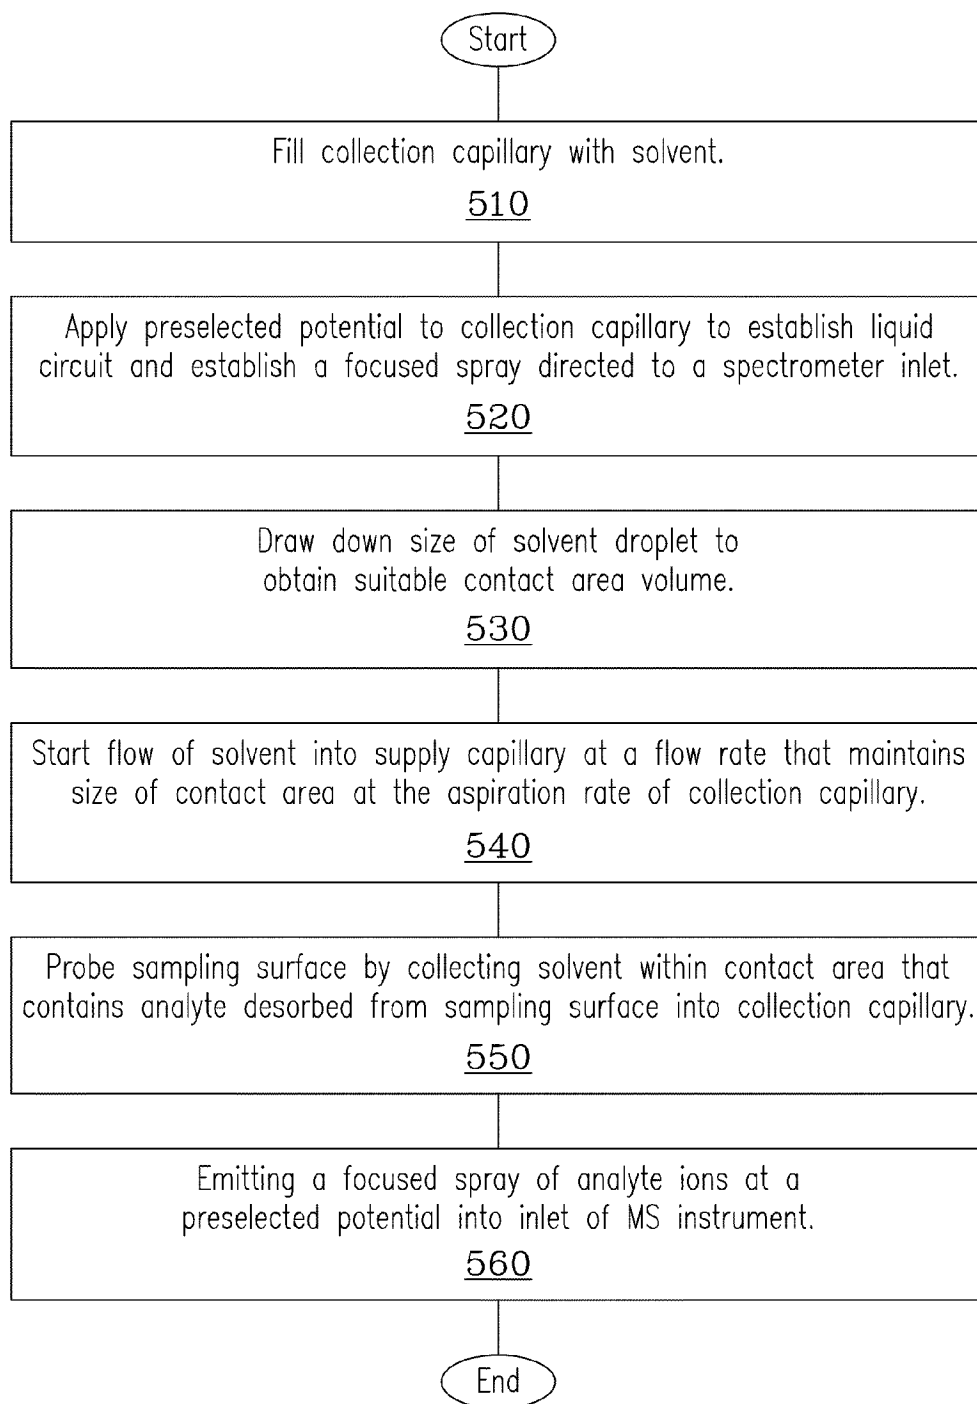 Start
Fill collection capillary with solvent.
510
Apply preselected potential to collection capillary to establish liquid
circuit and establish a focused spray directed to a spectrometer inlet.
520
Draw down size of solvent droplet to
obtain suitable contact area volume.
530
Start flow of solvent into supply capillary at a flow rate that maintains
size of contact area at the aspiration rate of collection capillary.
540
Probe sampling surface by collecting solvent within contact area that
contains analyte desorbed from sampling surface into collection capillary.
550
Emitting a focused spray of analyte ions at a
preselected potential into inlet of MS instrument.
560
End